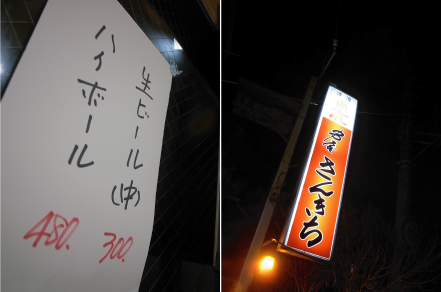 生ビール(中)
300.
ハイボール
480.
さんきち